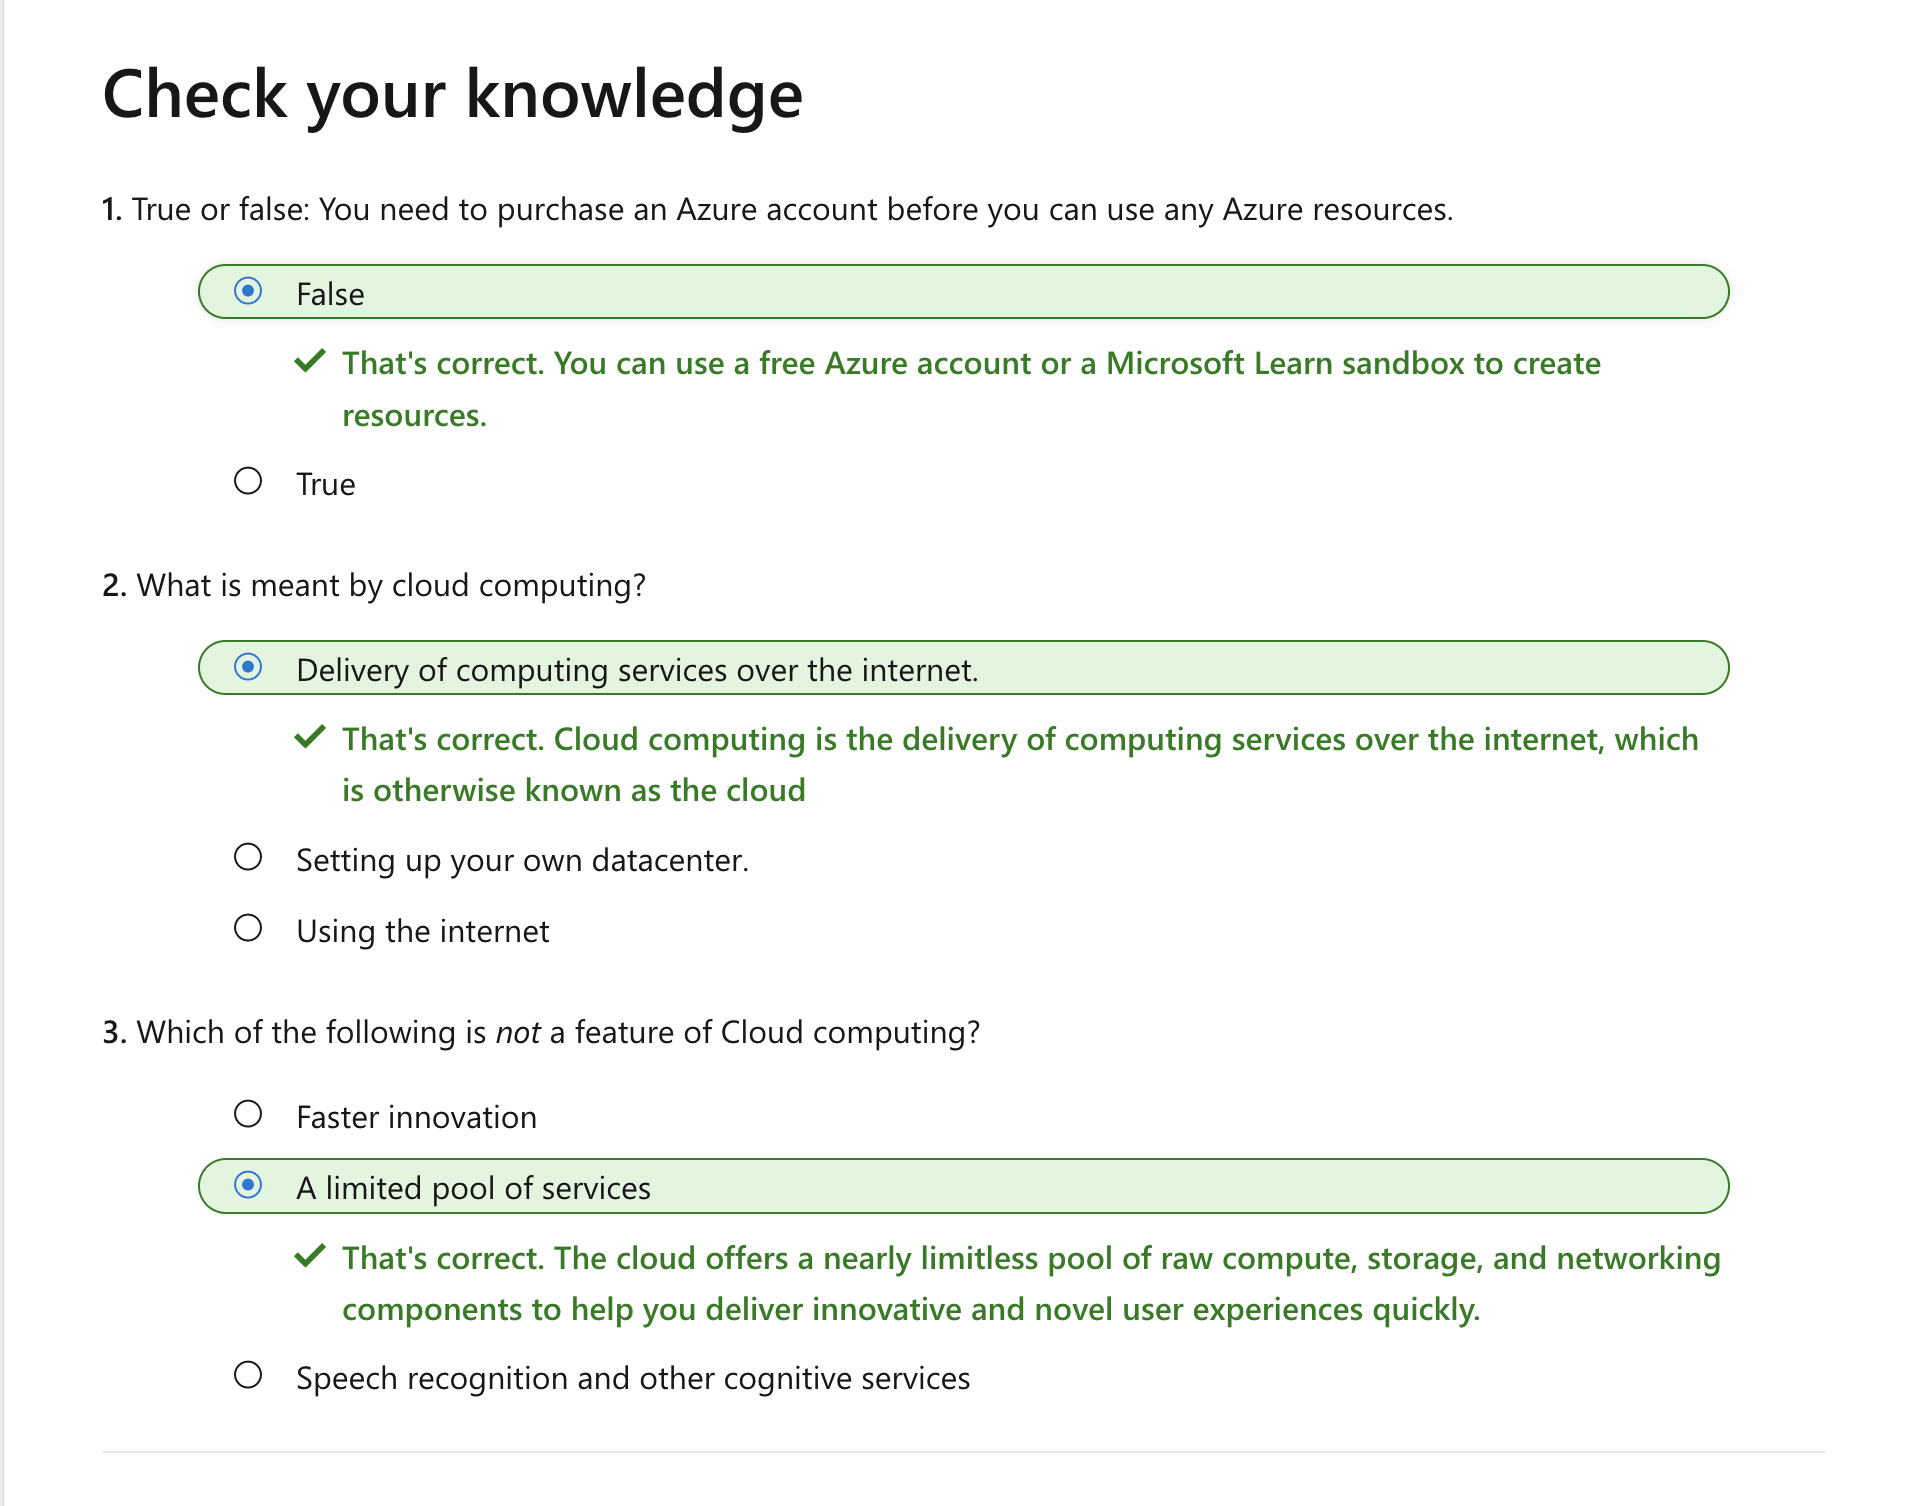 Check your knowledge
1. True or false: You need to purchase an Azure account before you can use any Azure resources.
False
That's correct. You can use a free Azure account or a Microsoft Learn sandbox to create
resources.
True
2. What is meant by cloud computing?
Delivery of computing services over the internet.
That's correct. Cloud computing is the delivery of computing services over the internet, which
is otherwise known as the cloud
Setting up your own datacenter.
Using the internet
3. Which of the following is not a feature of Cloud computing?
Faster innovation
A limited pool of services
That's correct. The cloud offers a nearly limitless pool of raw compute, storage, and networking
components to help you deliver innovative and novel user experiences quickly.
Speech recognition and other cognitive services